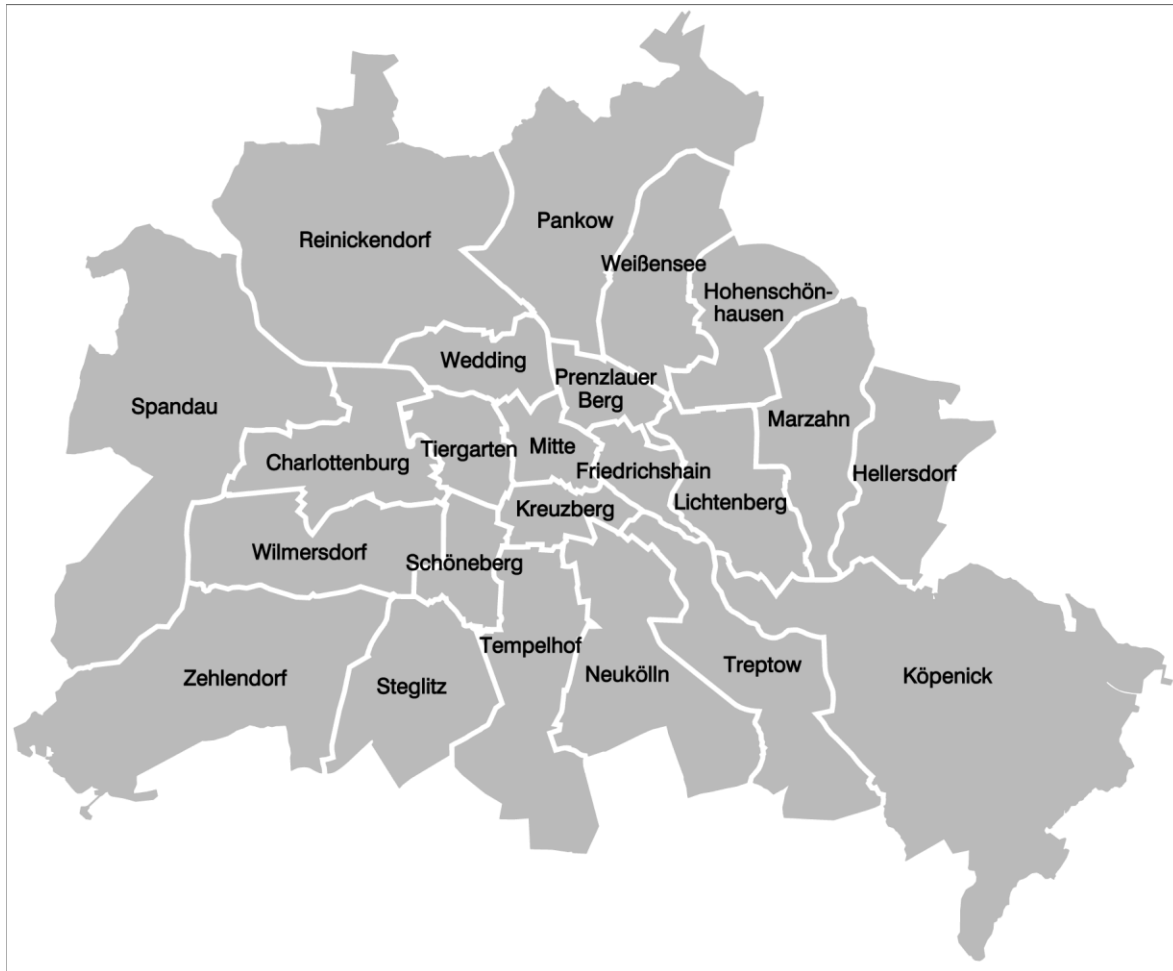 Pankow
Reinickendorf
Weißensee
Hohenschön-
hausen
Wedding
Prenzlauer
Berg
Spandau
Marzahn
Tiergarten
Mitte
Charlottenburg
Friedrichshain
Hellersdorf
Lichtenberg
Kreuzberg
Wilmersdorf
Schöneberg
Tempelhof
Treptow
Neukölln
Köpenick
Zehlendorf
Steglitz